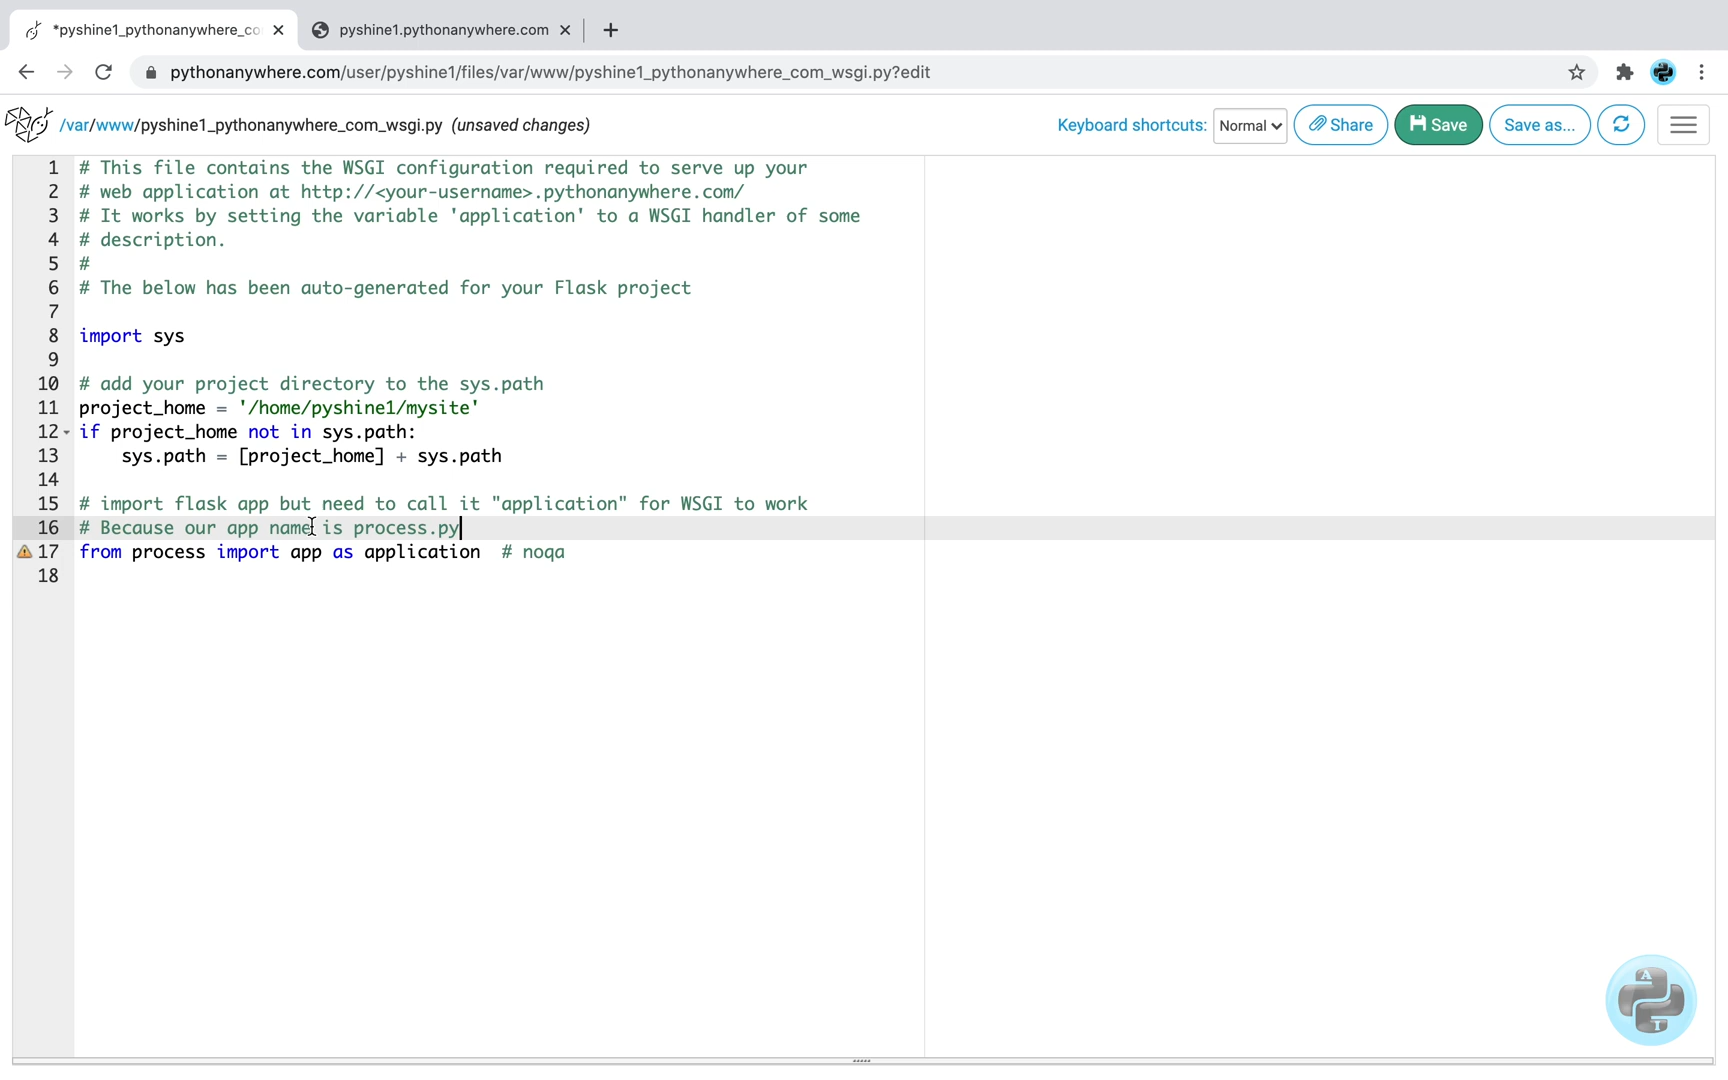 *pyshine1_pythonanywhere_co
pyshine1.pythonanywhere.com
pythonanywhere.com/user/pyshine1/files/var/www/pyshine1_pythonanywhere_com_wsgi.py?edit
/var/www/pyshine1_pythonanywhere_com_wsgi.py (unsaved changes)
Keyboard shortcuts: Normal Share Save Save as...
1 # This file contains the WSGI configuration required to serve up your
2 # web application at http://<your-username>.pythonanywhere.com/
3 # It works by setting the variable 'application' to a WSGI handler of some
4 # description.
5 #
6 # The below has been auto-generated for your Flask project
7
8 import sys
9
10 # add your project directory to the sys.path
11 project_home = '/home/pyshine1/mysite'
12 if project_home not in sys.path:
13     sys.path = [project_home] + sys.path
14
15 # import flask app but need to call it "application" for WSGI to work
16 # Because our app name is process.py
17 from process import app as application  # noqa
18
A
I